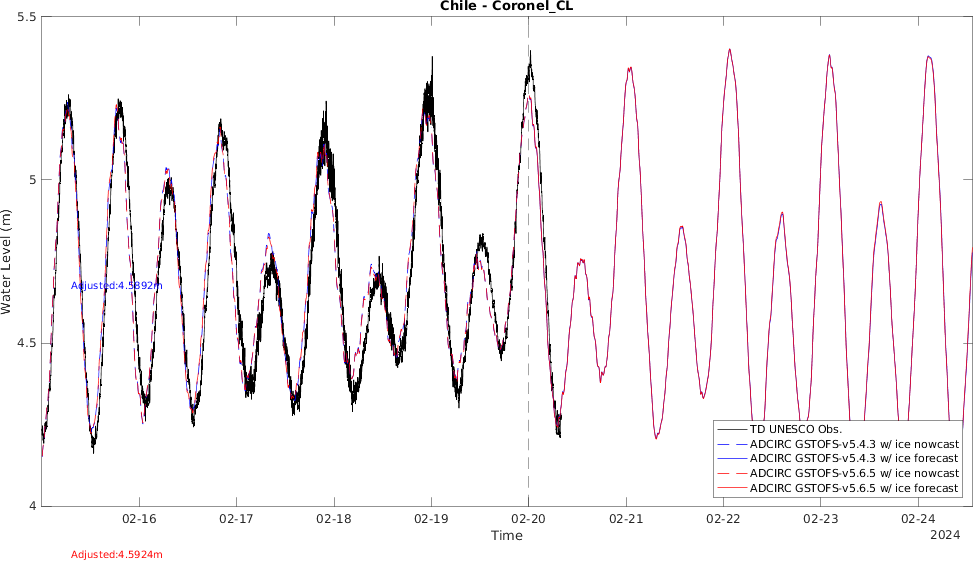 Chile - Coronel_CL
5.5
5
4.5
4
Water Level (m)
Adjusted:4.5892m
TD UNESCO Obs.
ADCIRC GSTOFS-v5.4.3 w/ ice nowcast
ADCIRC GSTOFS-v5.4.3 w/ ice forecast
ADCIRC GSTOFS-v5.6.5 w/ ice nowcast
ADCIRC GSTOFS-v5.6.5 w/ ice forecast
02-16 02-17 02-18 02-19 02-20 02-21 02-22 02-23 02-24
Time
2024
Adjusted:4.5924m